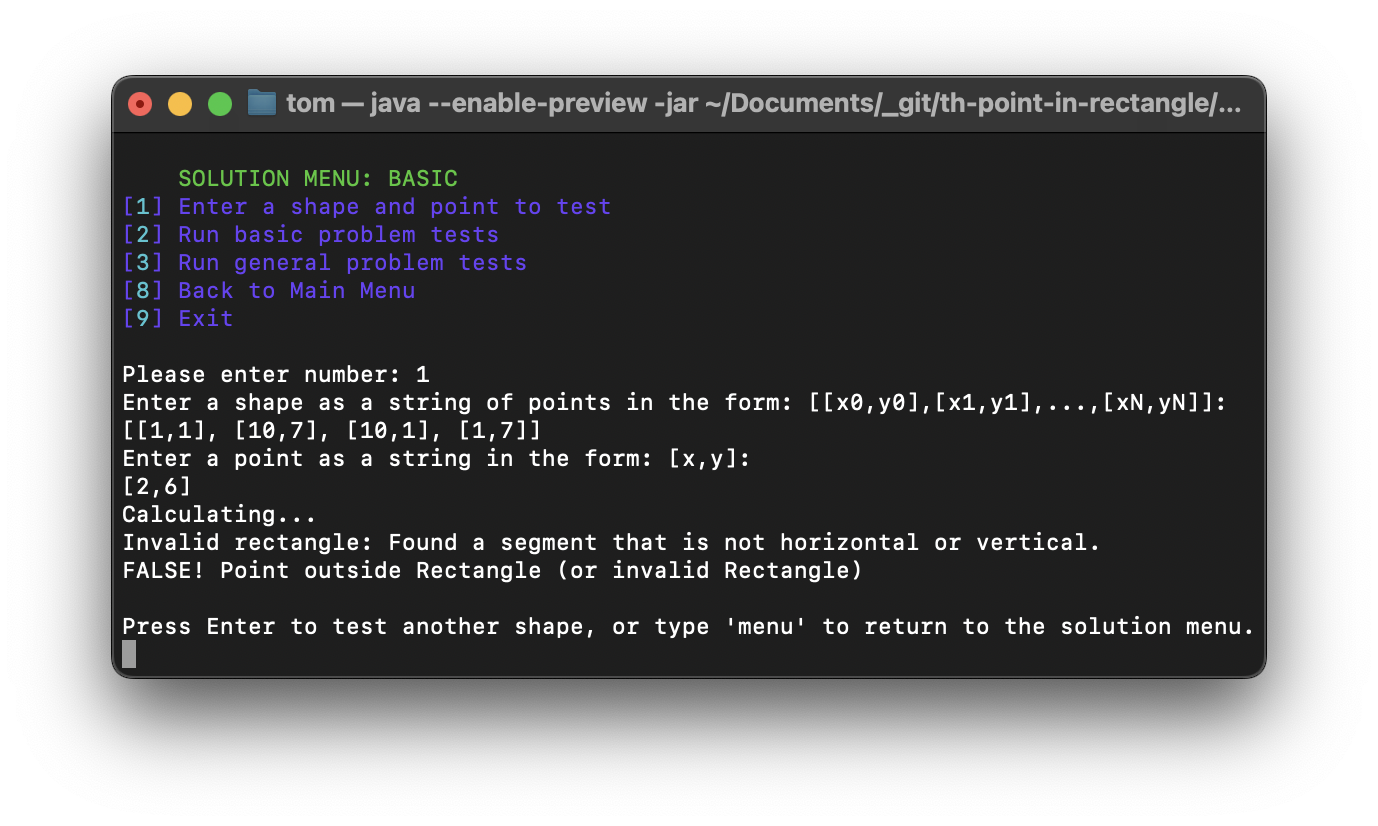 tom — java --enable-preview -jar ~/Documents/_git/th-point-in-rectangle/...
SOLUTION MENU: BASIC
[1] Enter a shape and point to test
[2] Run basic problem tests
[3] Run general problem tests
[8] Back to Main Menu
[9] Exit
Please enter number: 1
Enter a shape as a string of points in the form: [[x0,y0],[x1,y1],...,[xN,yN]]:
[[1,1], [10,7], [10,1], [1,7]]
Enter a point as a string in the form: [x,y]:
[2,6]
Calculating...
Invalid rectangle: Found a segment that is not horizontal or vertical.
FALSE! Point outside Rectangle (or invalid Rectangle)
Press Enter to test another shape, or type 'menu' to return to the solution menu.